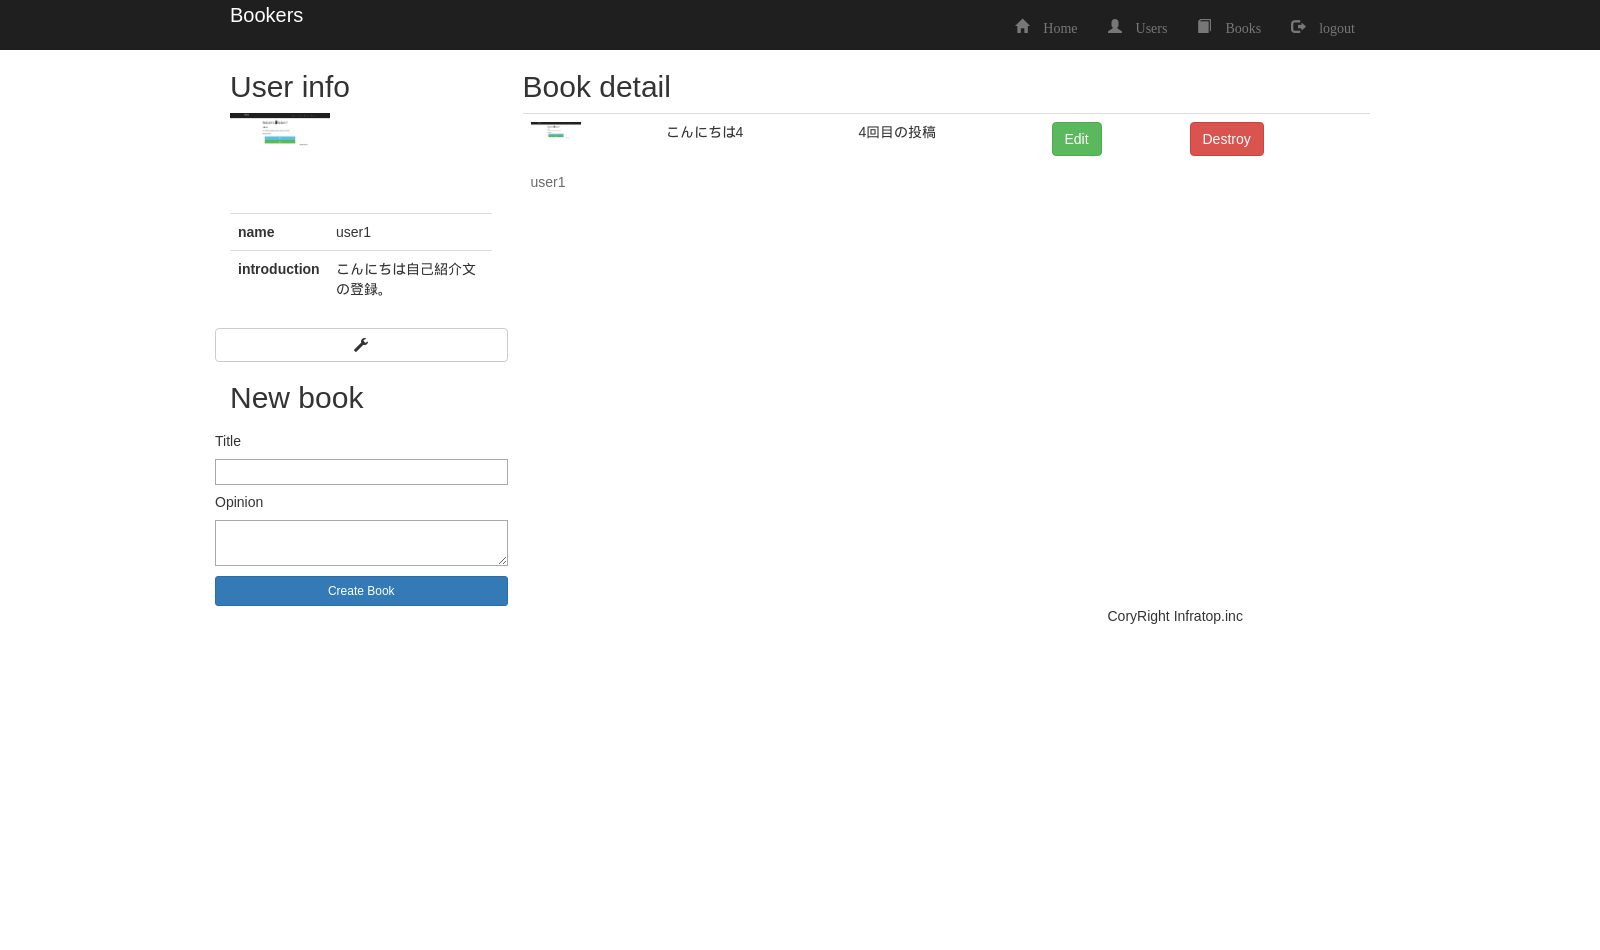 Bookers
Home Users Books logout
User info
name user1
introduction こんにちは自己紹介文
の登録。
New book
Title
Opinion
Create Book
Book detail
こんにちは4 4回目の投稿 Edit Destroy
user1
CoryRight Infratop.inc